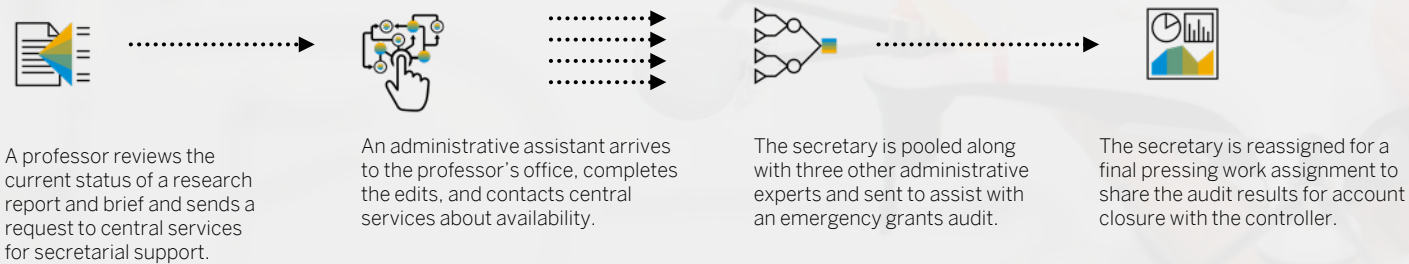 A professor reviews the
current status of a research
report and brief and sends a
request to central services
for secretarial support.
An administrative assistant arrives
to the professor's office, completes
the edits, and contacts central
services about availability.
The secretary is pooled along
with three other administrative
experts and sent to assist with
an emergency grants audit.
The secretary is reassigned for a
final pressing work assignment to
share the audit results for account
closure with the controller.